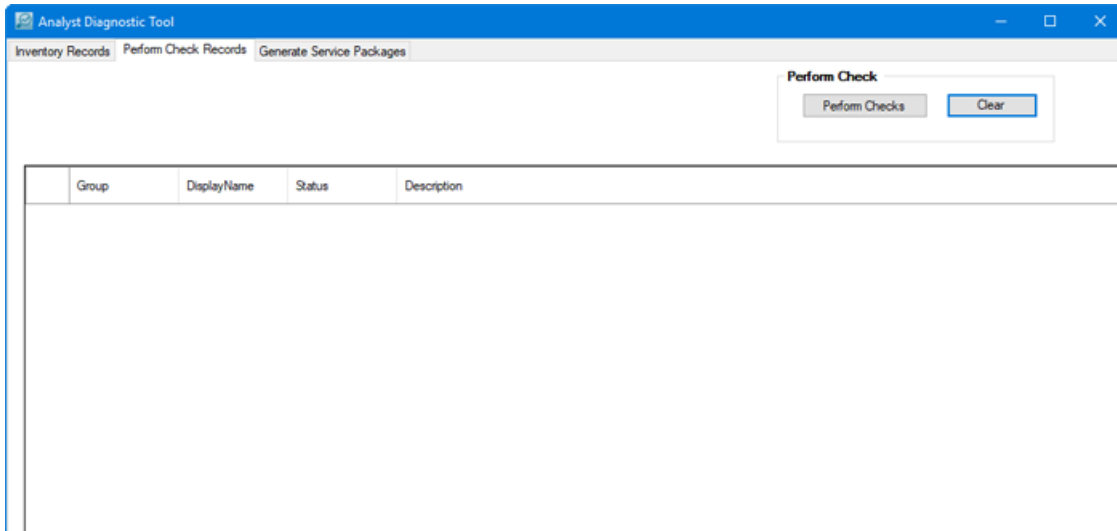 Analyst Diagnostic Tool
Inventory Records Perform Check Records Generate Service Packages
Perform Check
Perform Checks Clear
Group DisplayName Status Description